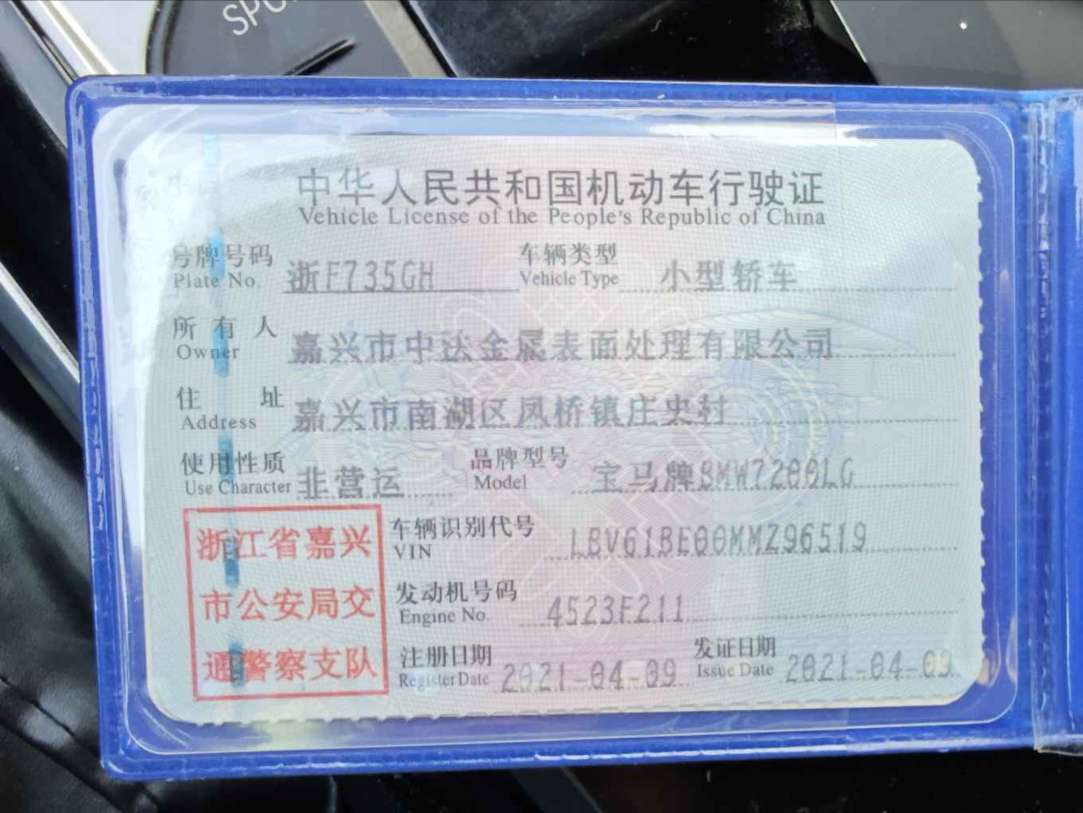 SPO
中华人民共和国机动车行驶证
Vehicle License of the People's Republic of China
号牌号码 浙F735GH 车辆类型 小型轿车
Plate No. Vehicle Type
所有人 嘉兴市中达金属表面处理有限公司
Owner
住址 嘉兴市南湖区凤桥镇庄史村
Address
使用性质 非营运 品牌型号 宝马牌BMW7200LG
Use Character Model
浙江省嘉兴
市公安局交
通警察支队
车辆识别代号 LBV61BE00MMZ96519
VIN
发动机号码 4523F211
Engine No.
注册日期 2021-04-09 发证日期 2021-04-09
Register Date Issue Date